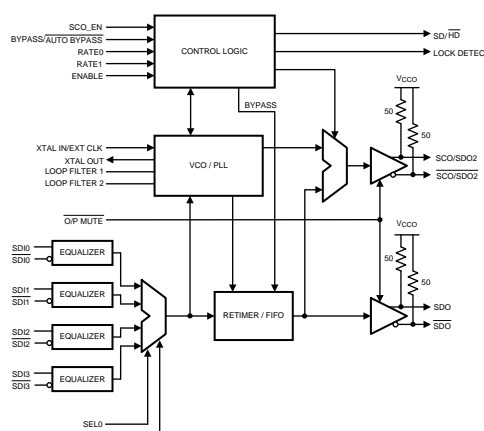 SCO_EN
BYPASS/AUTO BYPASS
RATE0
RATE1
ENABLE
CONTROL LOGIC
SD/HD
LOCK DETEC
BYPASS
VCCO
50
50
XTAL IN/EXT CLK
XTAL OUT
LOOP FILTER 1
LOOP FILTER 2
VCO / PLL
SCO/SDO2
SCO/SDO2
O/P MUTE
VCCO
50
50
SDI0
SDI0
EQUALIZER
SDI1
SDI1
EQUALIZER
SDI2
SDI2
EQUALIZER
SDI3
SDI3
EQUALIZER
RETIMER / FIFO
SDO
SDO
SEL0